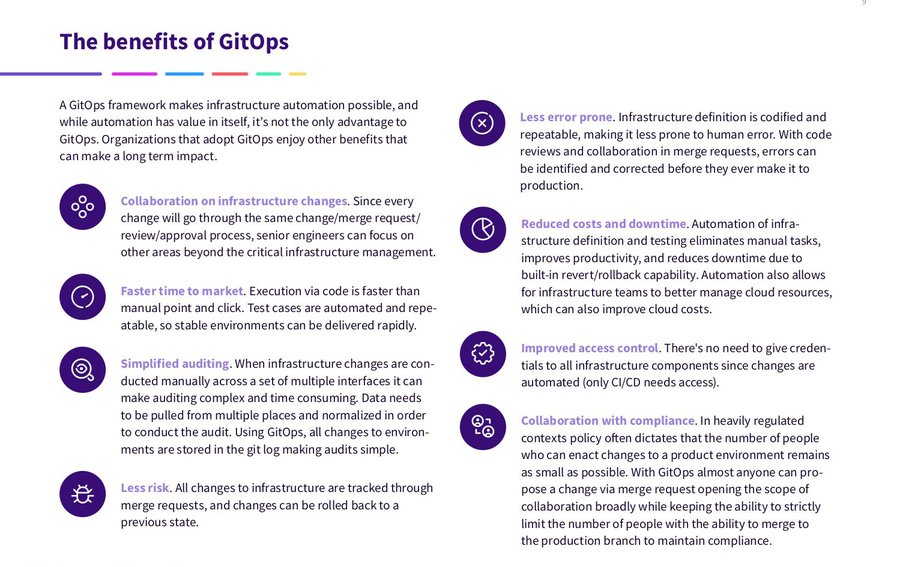 9
The benefits of GitOps
A GitOps framework makes infrastructure automation possible, and
while automation has value in itself, it's not the only advantage to
GitOps. Organizations that adopt GitOps enjoy other benefits that
can make a long term impact.
Collaboration on infrastructure changes. Since every
change will go through the same change/merge request/
review/approval process, senior engineers can focus on
other areas beyond the critical infrastructure management.
Faster time to market. Execution via code is faster than
manual point and click. Test cases are automated and repe-
atable, so stable environments can be delivered rapidly.
Simplified auditing. When infrastructure changes are con-
ducted manually across a set of multiple interfaces it can
make auditing complex and time consuming. Data needs
to be pulled from multiple places and normalized in order
to conduct the audit. Using GitOps, all changes to environ-
ments are stored in the git log making audits simple.
Less risk. All changes to infrastructure are tracked through
merge requests, and changes can be rolled back to a
previous state.
Less error prone. Infrastructure definition is codified and
repeatable, making it less prone to human error. With code
reviews and collaboration in merge requests, errors can
be identified and corrected before they ever make it to
production.
Reduced costs and downtime. Automation of infra-
structure definition and testing eliminates manual tasks,
improves productivity, and reduces downtime due to
built-in revert/rollback capability. Automation also allows
for infrastructure teams to better manage cloud resources,
which can also improve cloud costs.
Improved access control. There's no need to give creden-
tials to all infrastructure components since changes are
automated (only CI/CD needs access).
Collaboration with compliance. In heavily regulated
contexts policy often dictates that the number of people
who can enact changes to a product environment remains
as small as possible. With GitOps almost anyone can pro-
pose a change via merge request opening the scope of
collaboration broadly while keeping the ability to strictly
limit the number of people with the ability to merge to
the production branch to maintain compliance.